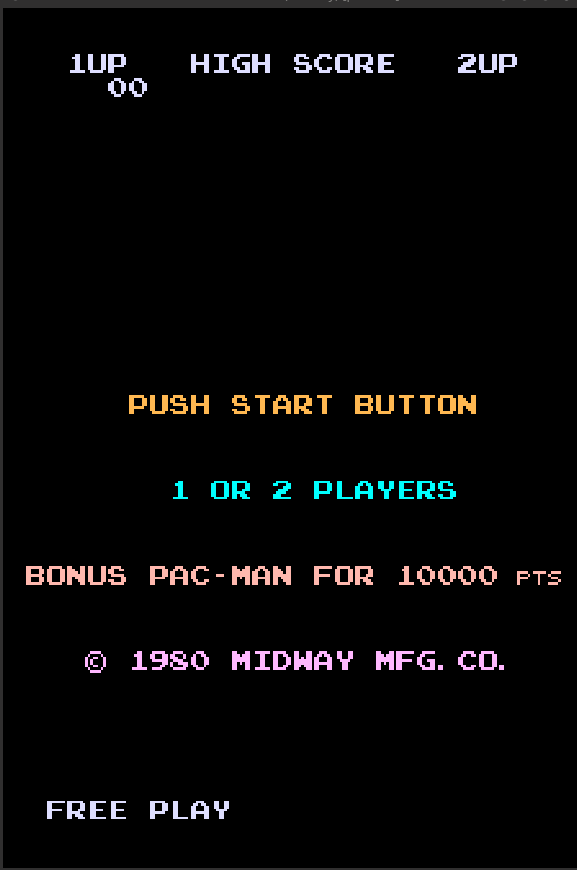 1UP HIGH SCORE 2UP
00
PUSH START BUTTON
1 OR 2 PLAYERS
BONUS PAC-MAN FOR 10000 PTS
© 1980 MIDWAY MFG. CO.
FREE PLAY